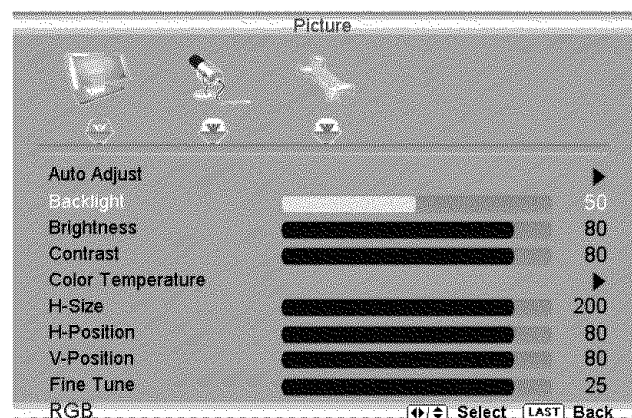 Picture
Auto Adjust
Backlight 50
Brightness 80
Contrast 80
Color Temperature
H-Size 200
H-Position 80
V-Position 80
Fine Tune 25
RGB Select LAST Back